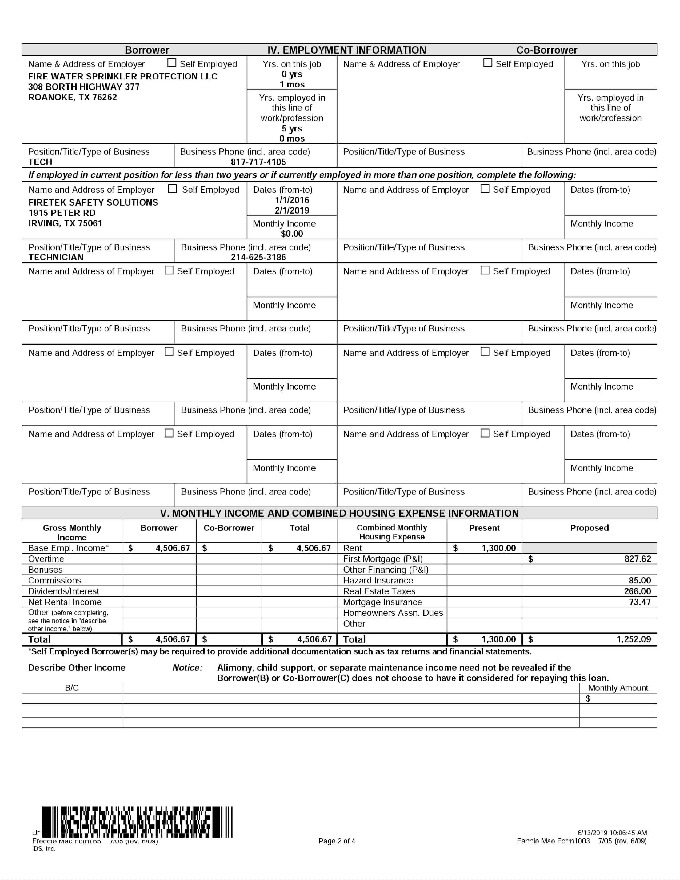 Borrower IV. EMPLOYMENT INFORMATION Co-Borrower
Name & Address of Employer ☐ Self Employed Yrs. on this job Name & Address of Employer ☐ Self Employed Yrs. on this job
FIRE WATER SPRINKLER PROTECTION LLC 0 yrs
308 BORTH HIGHWAY 377 1 mos
ROANOKE, TX 76262 Yrs. employed in Yrs. employed in
this line of this line of
work/profession work/profession
5 yrs
0 mos
Position/Title/Type of Business Business Phone (incl. area code) Position/Title/Type of Business Business Phone (incl. area code)
TECH 817-717-4105
If employed in current position for less than two years or if currently employed in more than one position, complete the following:
Name and Address of Employer ☐ Self Employed Dates (from-to) Name and Address of Employer ☐ Self Employed Dates (from-to)
FIRETEK SAFETY SOLUTIONS 1/1/2016
1915 PETER RD 2/1/2019
IRVING, TX 75061 Monthly Income Monthly Income
$0.00
Position/Title/Type of Business Business Phone (incl. area code) Position/Title/Type of Business Business Phone (incl. area code)
TECHNICIAN 214-625-3186
Name and Address of Employer ☐ Self Employed Dates (from-to) Name and Address of Employer ☐ Self Employed Dates (from-to)
Monthly Income Monthly Income
Position/Title/Type of Business Business Phone (incl. area code) Position/Title/Type of Business Business Phone (incl. area code)
Name and Address of Employer ☐ Self Employed Dates (from-to) Name and Address of Employer ☐ Self Employed Dates (from-to)
Monthly Income Monthly Income
Position/Title/Type of Business Business Phone (incl. area code) Position/Title/Type of Business Business Phone (incl. area code)
Name and Address of Employer ☐ Self Employed Dates (from-to) Name and Address of Employer ☐ Self Employed Dates (from-to)
Monthly Income Monthly Income
Position/Title/Type of Business Business Phone (incl. area code) Position/Title/Type of Business Business Phone (incl. area code)
V. MONTHLY INCOME AND COMBINED HOUSING EXPENSE INFORMATION
Gross Monthly Borrower Co-Borrower Total Combined Monthly Present Proposed
Income Housing Expense
Base Empl. Income* $ 4,506.67 $ $ 4,506.67 Rent $ 1,300.00
Overtime First Mortgage (P&I) $ 827.62
Bonuses Other Financing (P&I)
Commissions Hazard Insurance 85.00
Dividends/Interest Real Estate Taxes 266.00
Net Rental Income Mortgage Insurance 73.47
Other (before completing, Homeowners Assn. Dues
see the notice in "describe Other
other income," below)
Total $ 4,506.67 $ $ 4,506.67 Total $ 1,300.00 $ 1,252.09
*Self Employed Borrower(s) may be required to provide additional documentation such as tax returns and financial statements.
Describe Other Income Notice: Alimony, child support, or separate maintenance income need not be revealed if the
Borrower(B) or Co-Borrower(C) does not choose to have it considered for repaying this loan.
B/C Monthly Amount
$
6/13/2019 10:06:45 AM
Freddie Mac Form 65 7/05 (rev. 6/09) Page 2 of 4 Fannie Mae Form1003 7/05 (rev. 6/09)
IDS, Inc.